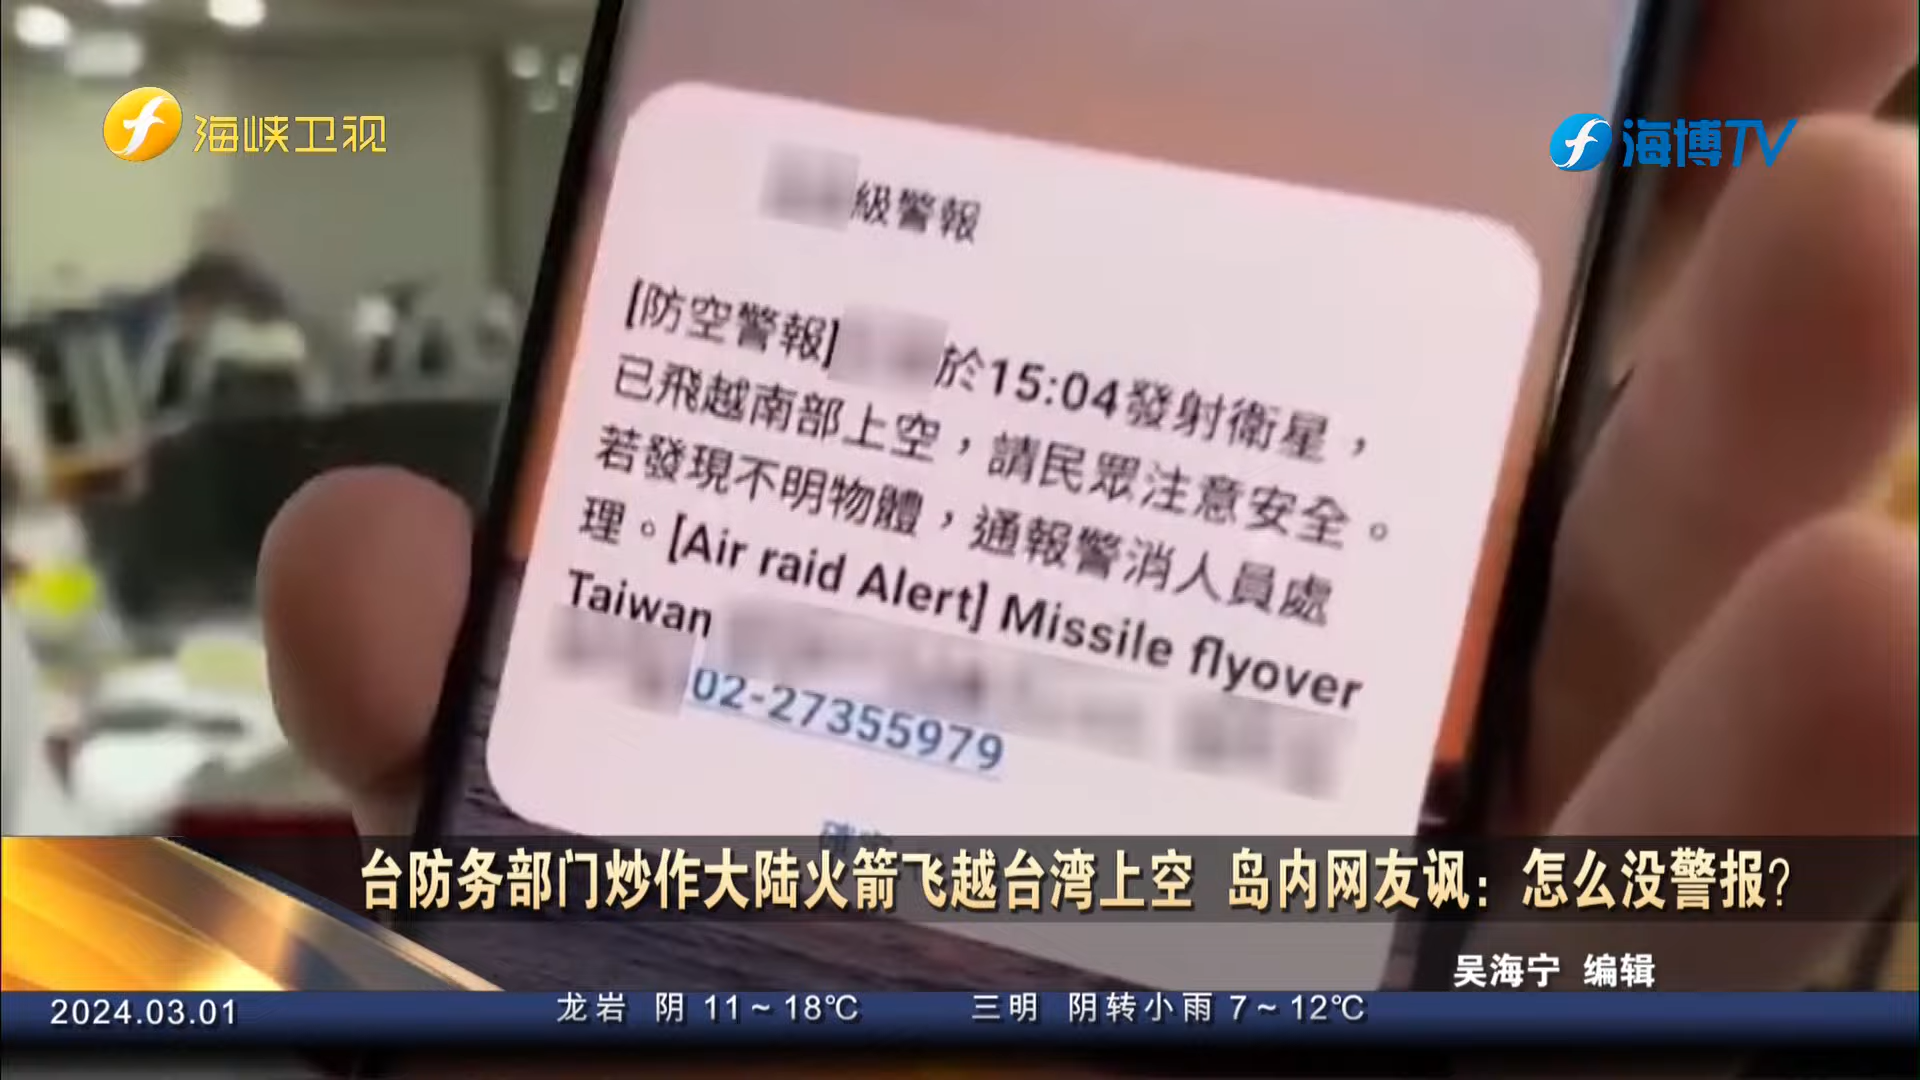 海峡卫视
海博TV
級警報
[防空警報] 於15:04發射衛星，
已飛越南部上空，請民眾注意安全。
若發現不明物體，通報警消人員處
理。[Air raid Alert] Missile flyover
Taiwan
02-27355979
台防务部门炒作大陆火箭飞越台湾上空 岛内网友讽：怎么没警报?
吴海宁 编辑
2024.03.01 龙岩 阴 11~18℃ 三明 阴转小雨 7~12℃